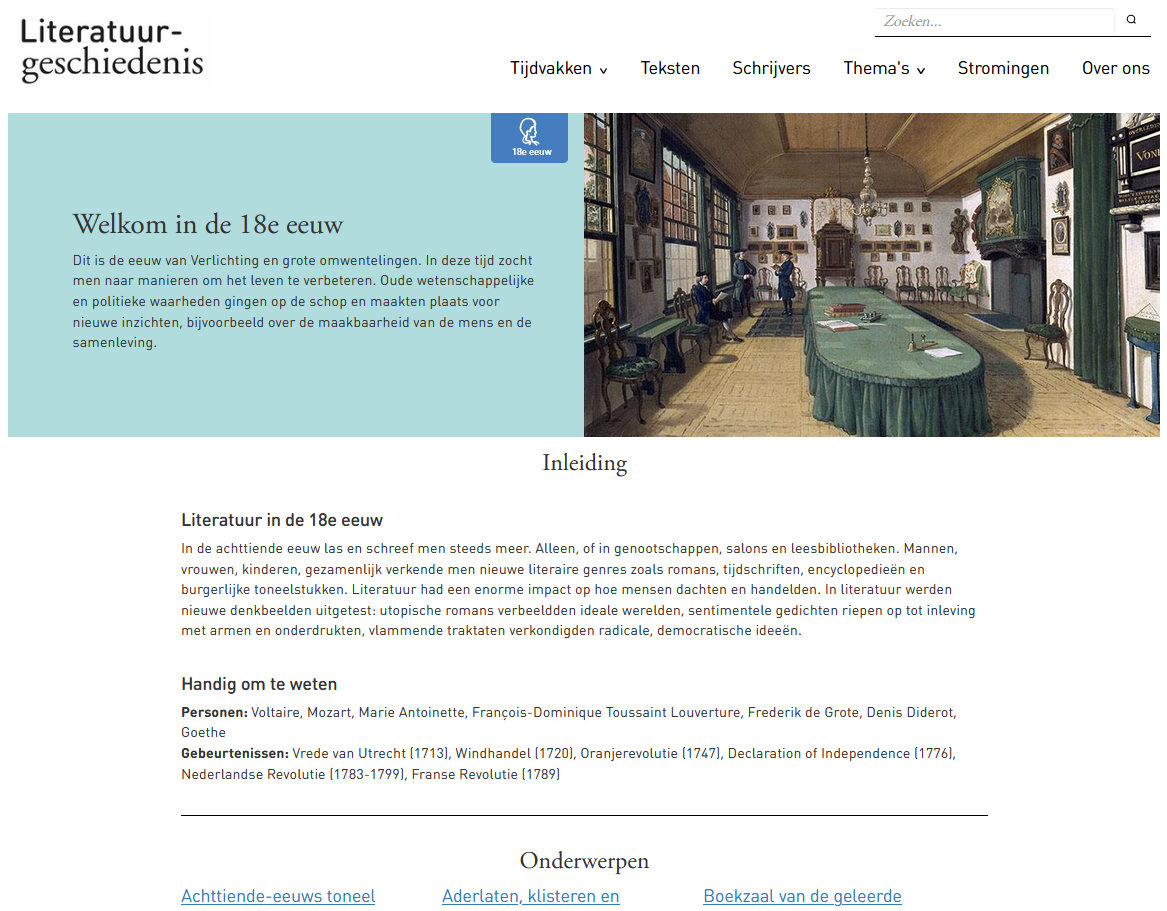 Literatuur-
geschiedenis
Zoeken...
Tijdvakken
Teksten
Schrijvers
Thema's
Stromingen
Over ons
18e eeuw
Welkom in de 18e eeuw
Dit is de eeuw van Verlichting en grote omwentelingen. In deze tijd zocht
men naar manieren om het leven te verbeteren. Oude wetenschappelijke
en politieke waarheden gingen op de schop en maakten plaats voor
nieuwe inzichten, bijvoorbeeld over de maakbaarheid van de mens en de
samenleving.
Inleiding
Literatuur in de 18e eeuw
In de achttiende eeuw las en schreef men steeds meer. Alleen, of in genootschappen, salons en leesbibliotheken. Mannen,
vrouwen, kinderen, gezamenlijk verkende men nieuwe literaire genres zoals romans, tijdschriften, encyclopedieën en
burgerlijke toneelstukken. Literatuur had een enorme impact op hoe mensen dachten en handelden. In literatuur werden
nieuwe denkbeelden uitgetest: utopische romans verbeeldden ideale werelden, sentimentele gedichten riepen op tot inleving
met armen en onderdrukten, vlammende traktaten verkondigden radicale, democratische ideeën.
Handig om te weten
Personen: Voltaire, Mozart, Marie Antoinette, François-Dominique Toussaint Louverture, Frederik de Grote, Denis Diderot,
Goethe
Gebeurtenissen: Vrede van Utrecht (1713), Windhandel (1720), Oranjerevolutie (1747), Declaration of Independence (1776),
Nederlandse Revolutie (1783-1799), Franse Revolutie (1789)
Onderwerpen
Achttiende-eeuws toneel
Aderlaten, klisteren en
Boekzaal van de geleerde